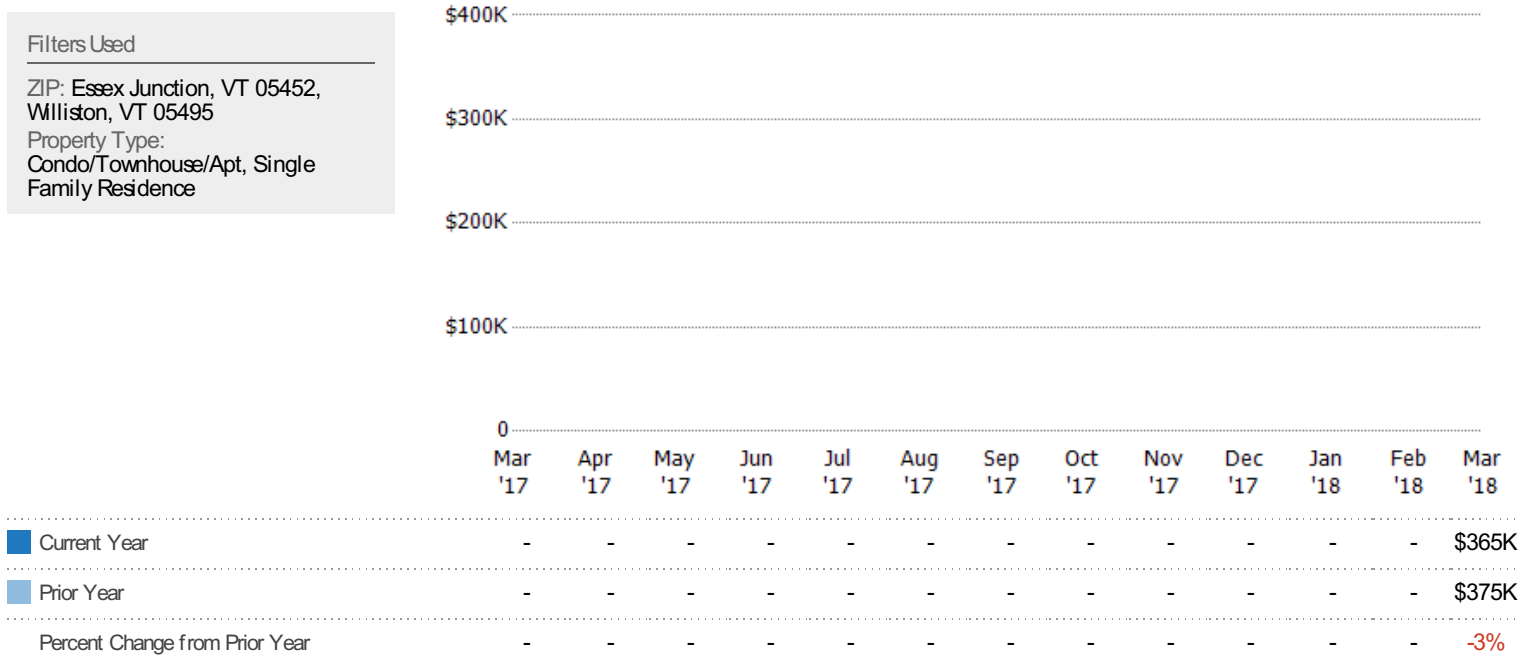 Filters Used
ZIP: Essex Junction, VT 05452,
Williston, VT 05495
Property Type:
Condo/Townhouse/Apt, Single
Family Residence
$400K
$300K
$200K
$100K
0
Mar '17 Apr '17 May '17 Jun '17 Jul '17 Aug '17 Sep '17 Oct '17 Nov '17 Dec '17 Jan '18 Feb '18 Mar '18
Current Year - - - - - - - - - - - - $365K
Prior Year - - - - - - - - - - - - $375K
Percent Change from Prior Year - - - - - - - - - - - - -3%